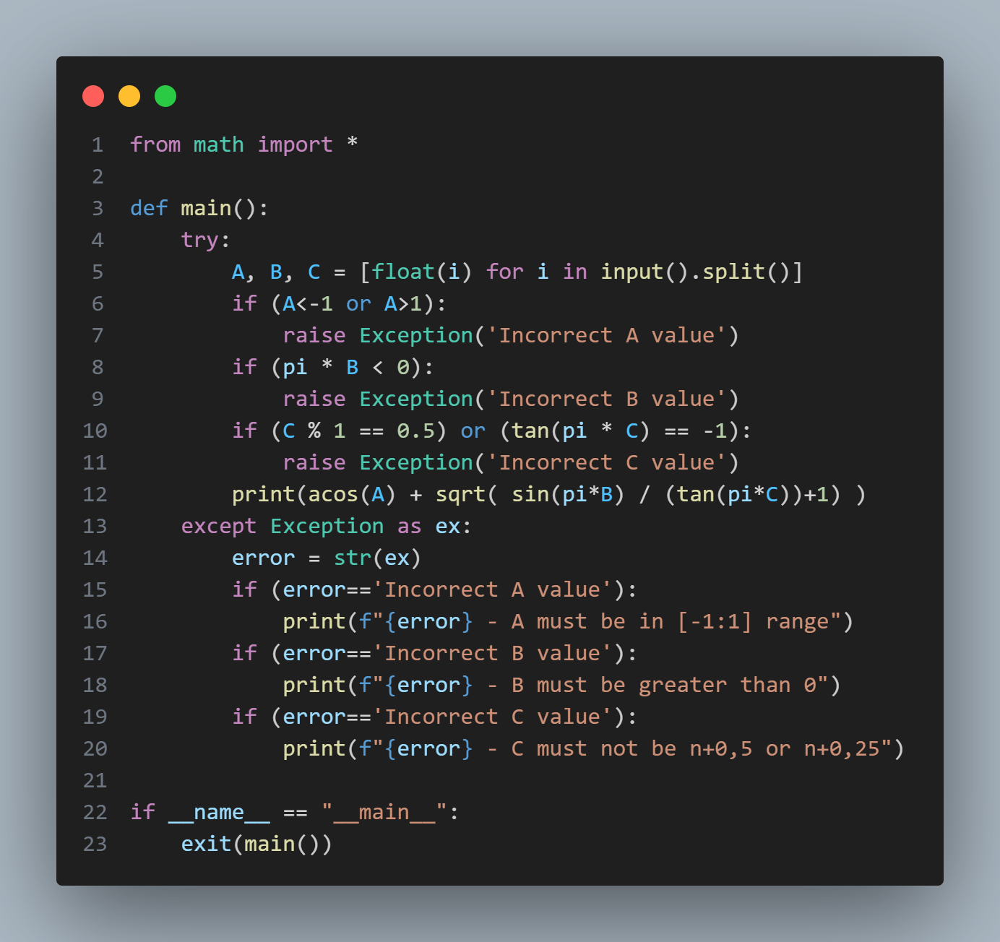 1 from math import *
2
3 def main():
4     try:
5         A, B, C = [float(i) for i in input().split()]
6         if (A<-1 or A>1):
7             raise Exception('Incorrect A value')
8         if (pi * B < 0):
9             raise Exception('Incorrect B value')
10         if (C % 1 == 0.5) or (tan(pi * C) == -1):
11             raise Exception('Incorrect C value')
12         print(acos(A) + sqrt( sin(pi*B) / (tan(pi*C))+1) )
13     except Exception as ex:
14         error = str(ex)
15         if (error=='Incorrect A value'):
16             print(f"{error} - A must be in [-1:1] range")
17         if (error=='Incorrect B value'):
18             print(f"{error} - B must be greater than 0")
19         if (error=='Incorrect C value'):
20             print(f"{error} - C must not be n+0,5 or n+0,25")
21
22 if __name__ == "__main__":
23     exit(main())